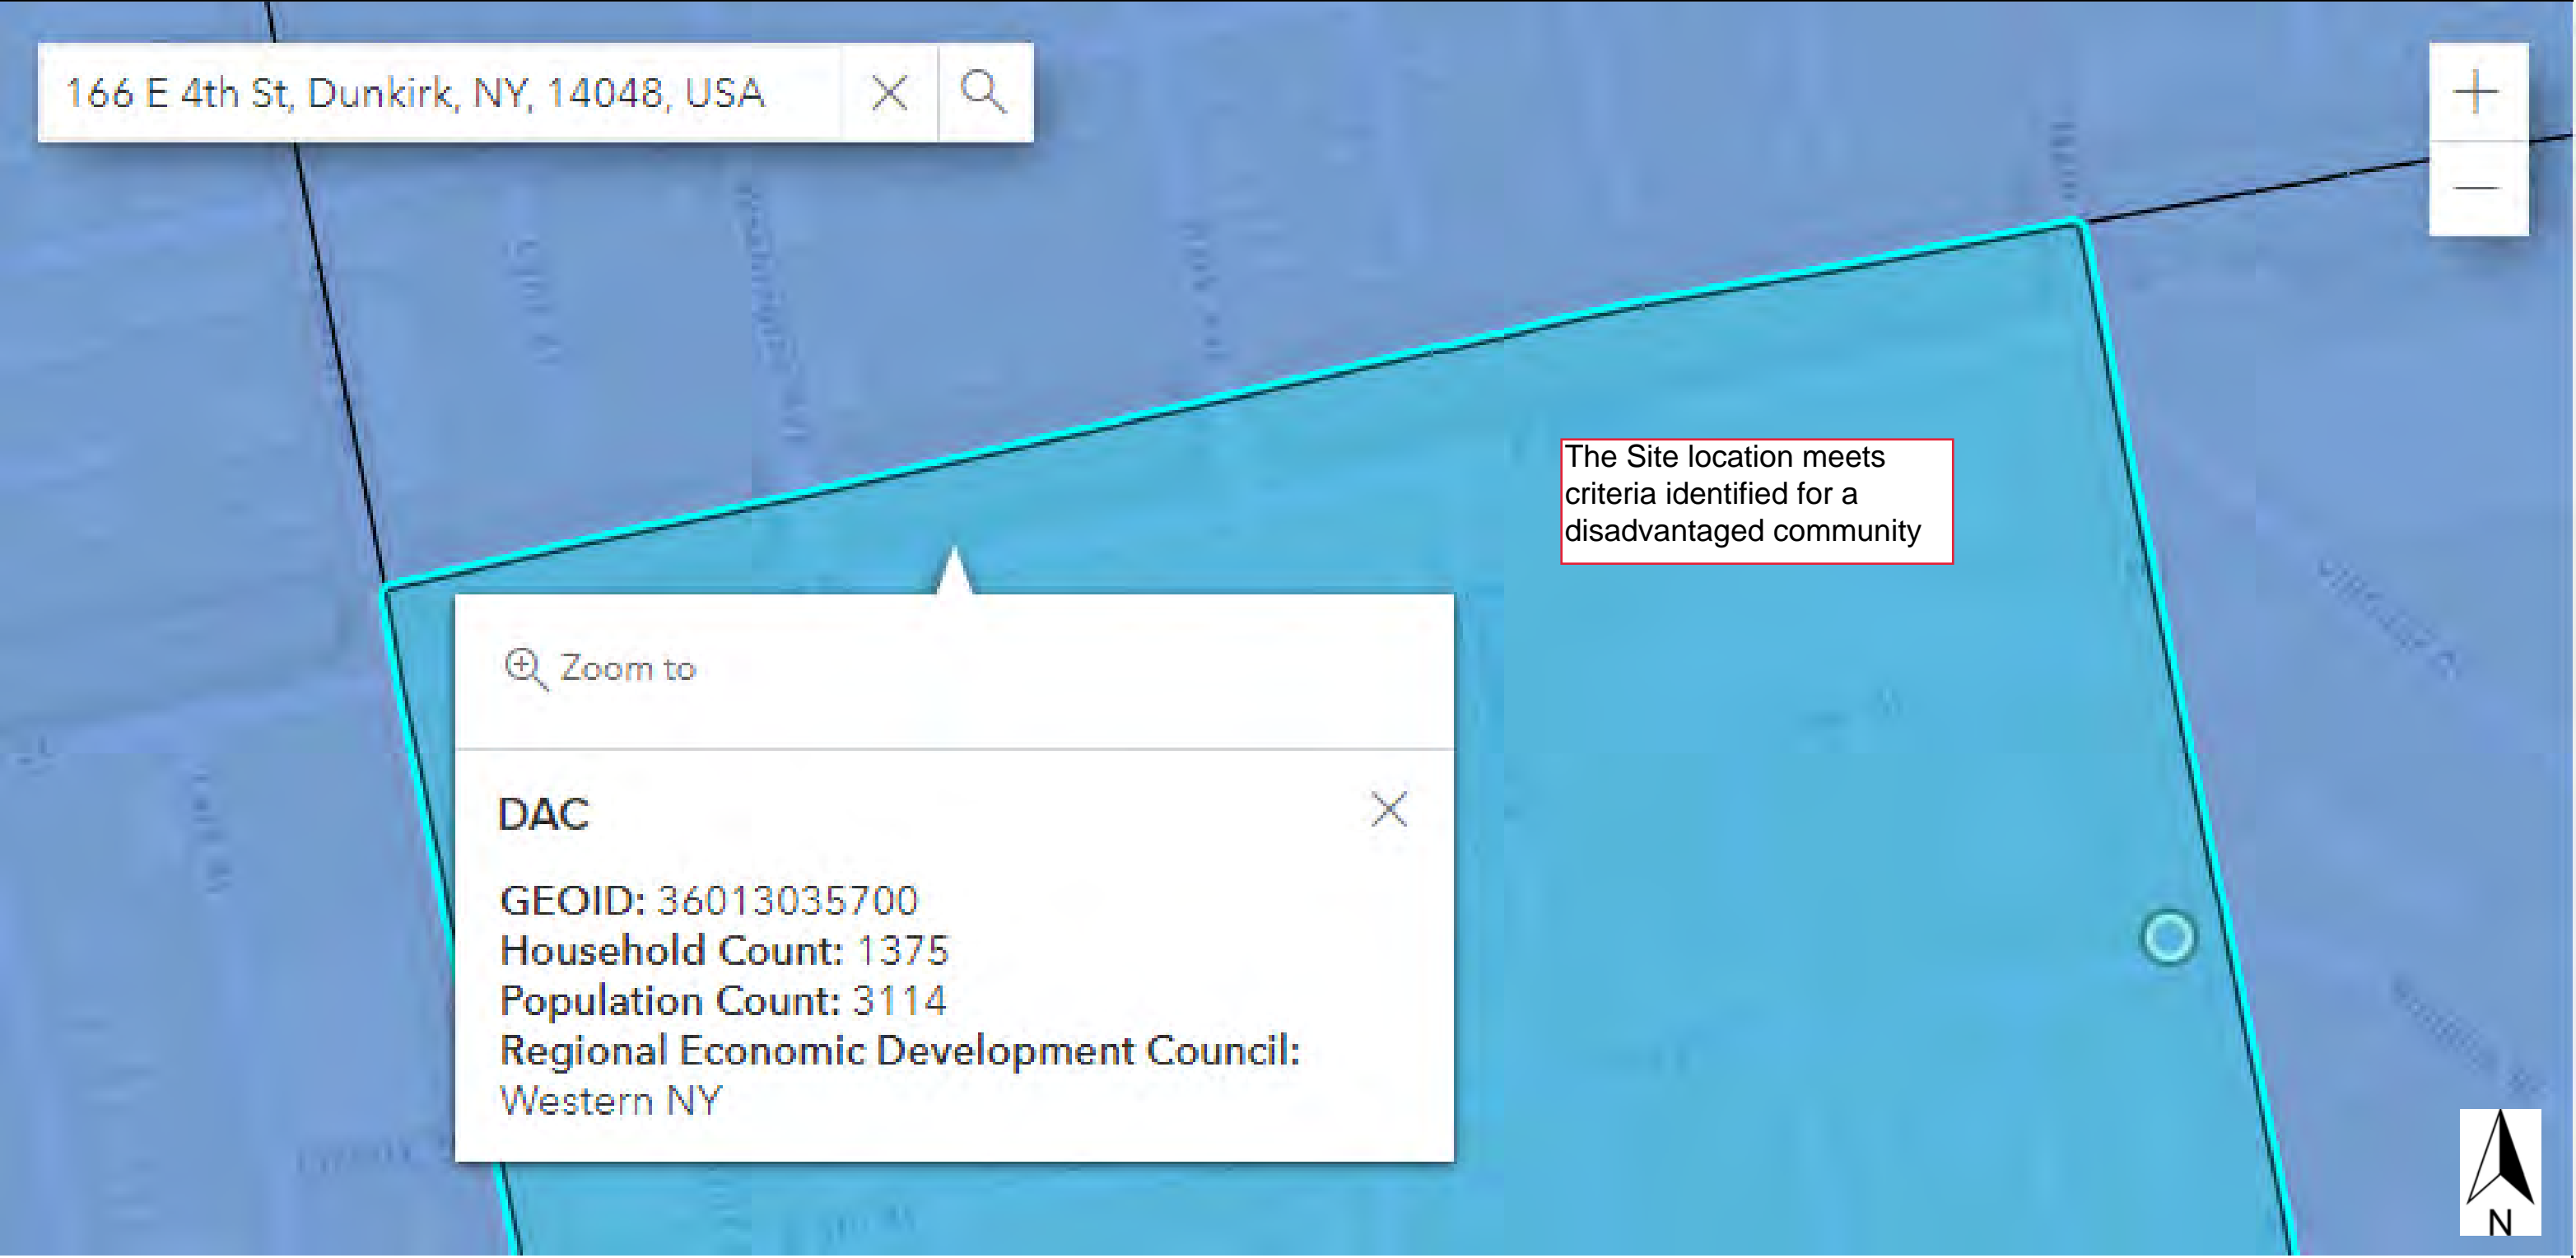 166 E 4th St, Dunkirk, NY, 14048, USA
The Site location meets
criteria identified for a
disadvantaged community
Zoom to
DAC
GEOID: 36013035700
Household Count: 1375
Population Count: 3114
Regional Economic Development Council:
Western NY
N